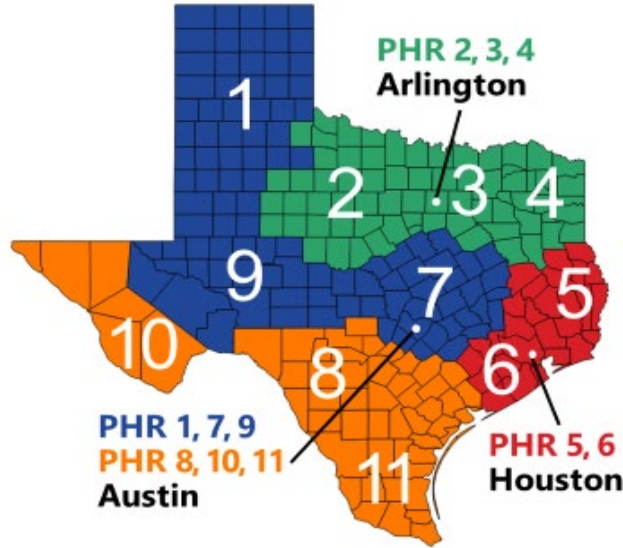 PHR 2, 3, 4
Arlington
1
2
3
4
9
7
5
10
8
6
11
PHR 1, 7, 9
PHR 8, 10, 11
Austin
PHR 5, 6
Houston